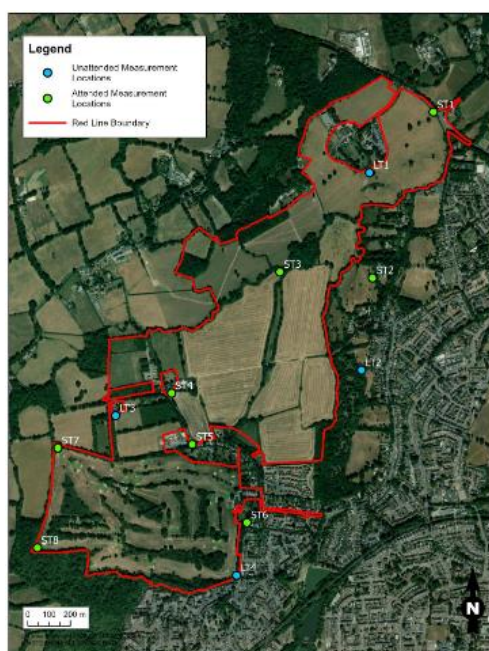 Legend
Unattended Measurement
Locations
Attended Measurement
Locations
Red Line Boundary
ST1
LT1
ST3
ST2
LT2
ST4
LT3
ST5
ST7
ST6
ST8
LT4
0 100 200 m
N